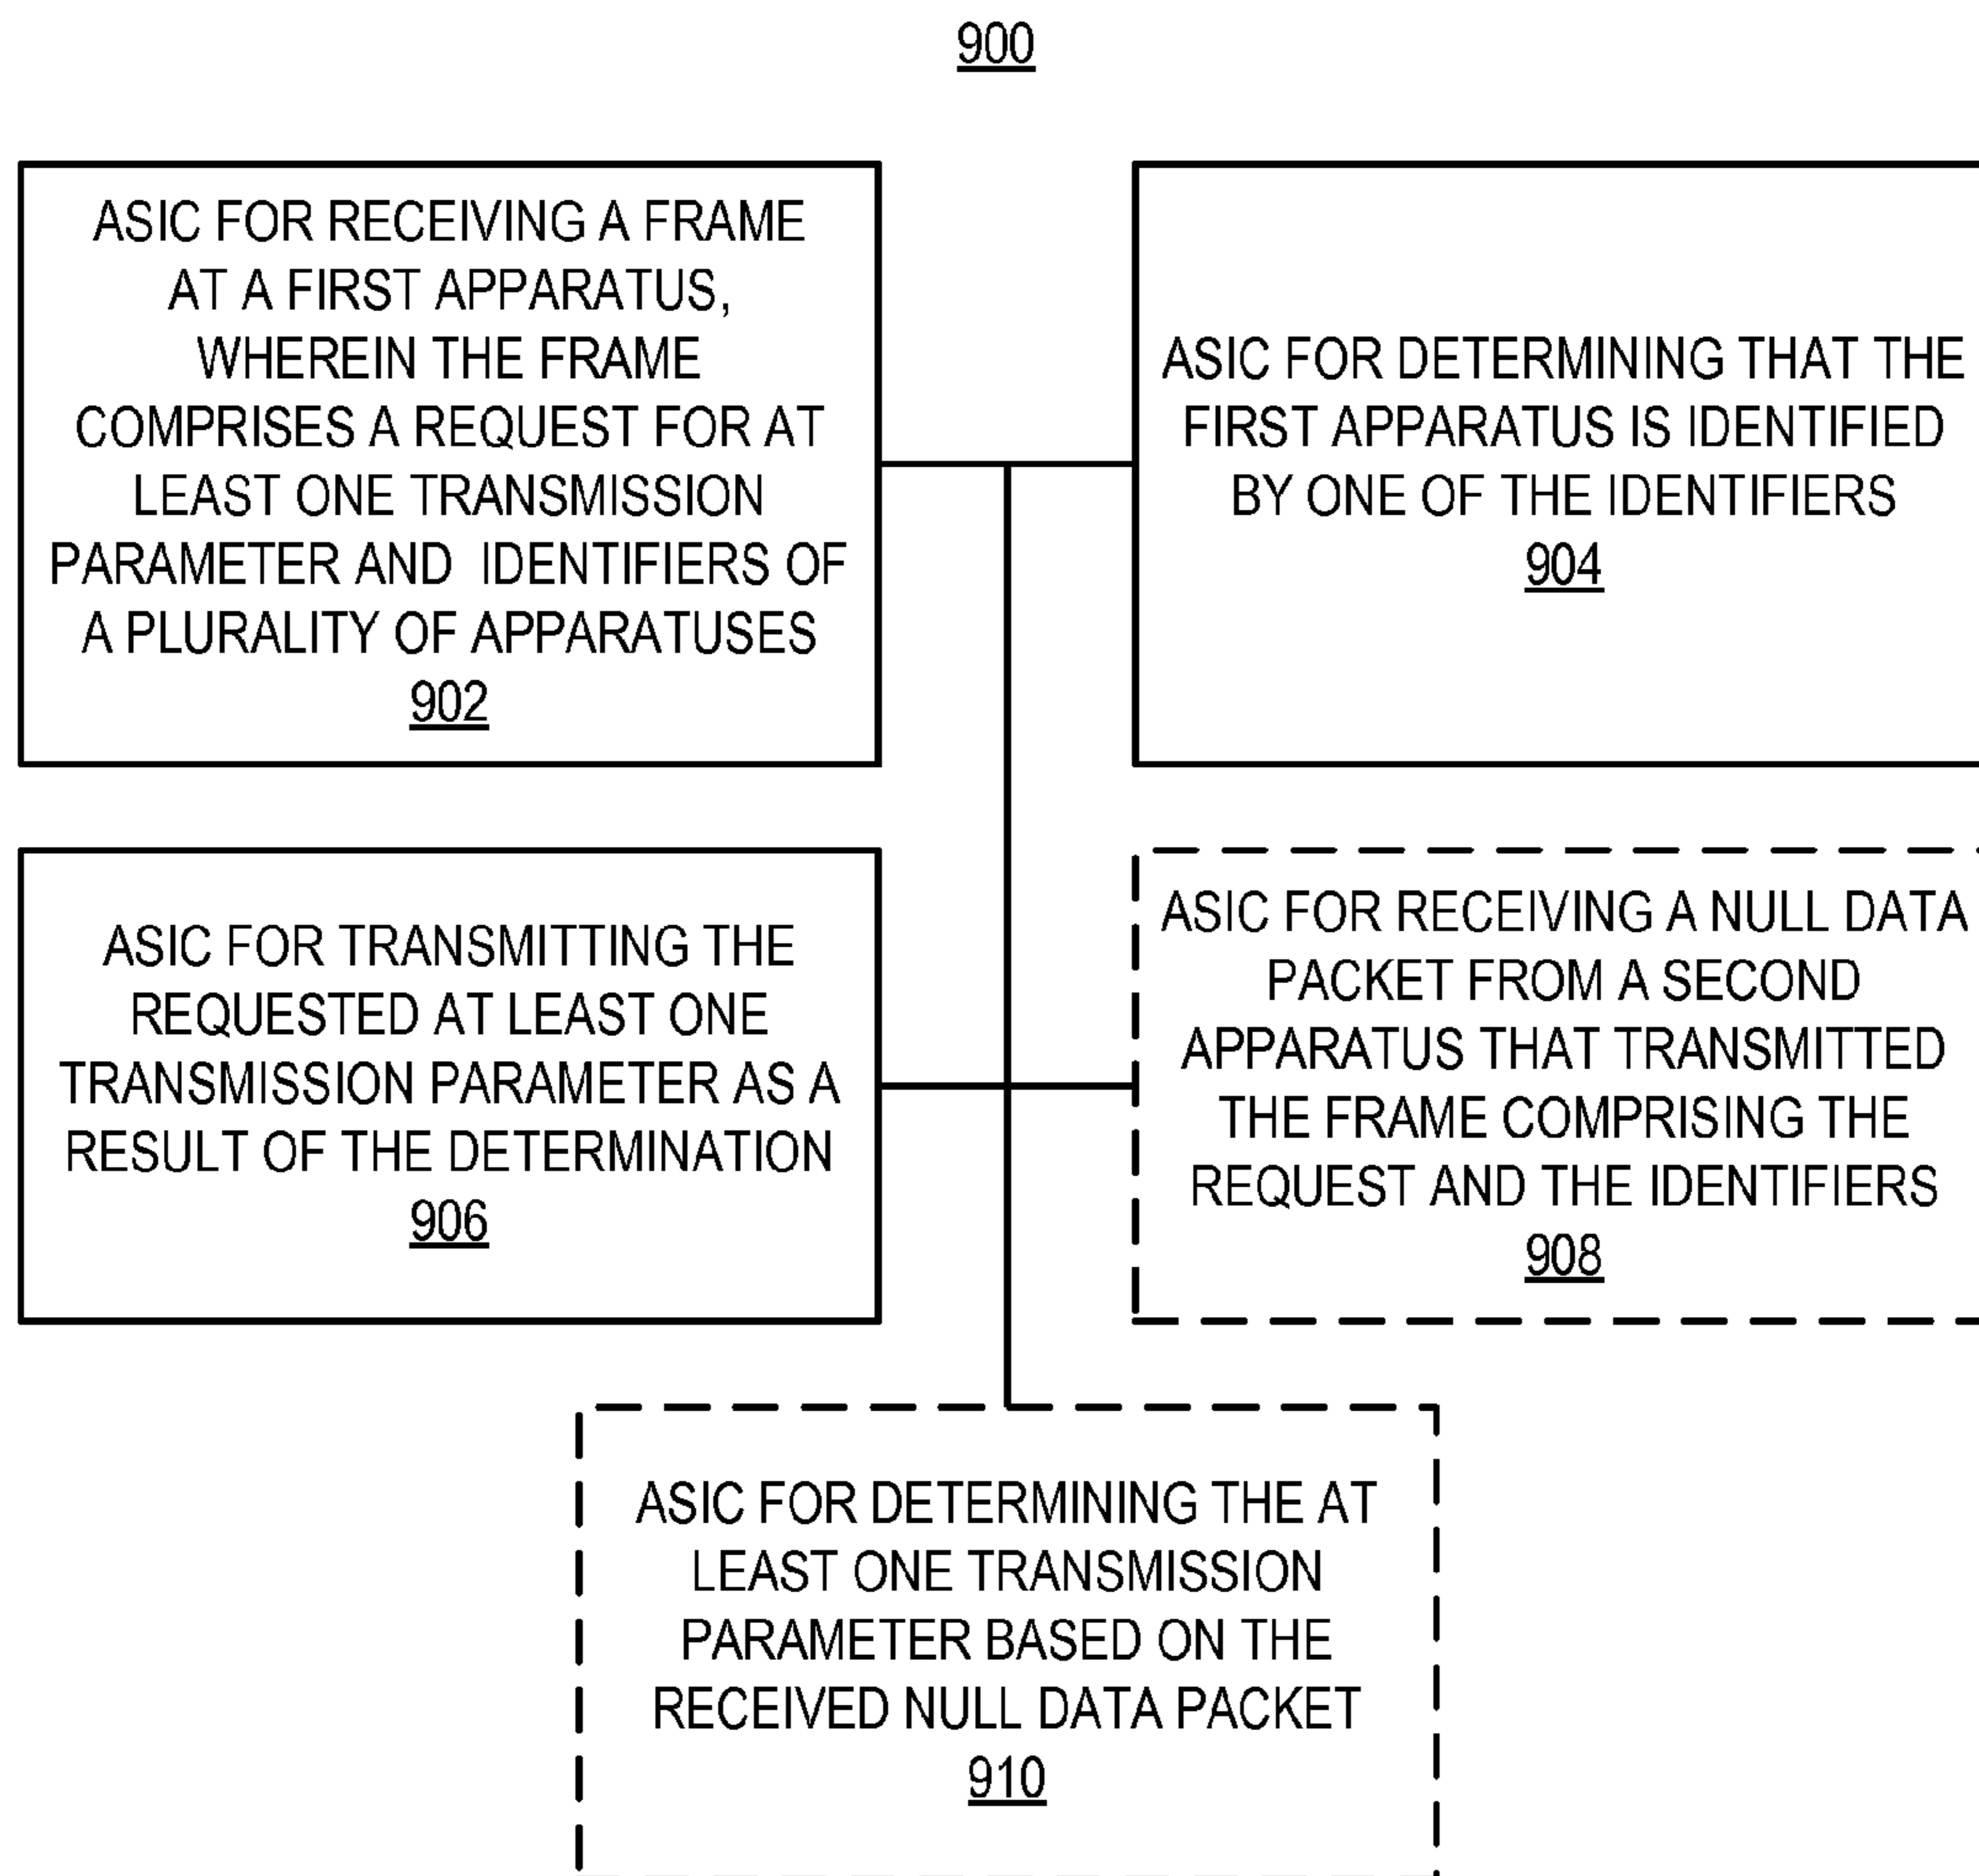 900
ASIC FOR RECEIVING A FRAME
AT A FIRST APPARATUS,
WHEREIN THE FRAME
COMPRISES A REQUEST FOR AT
LEAST ONE TRANSMISSION
PARAMETER AND IDENTIFIERS OF
A PLURALITY OF APPARATUSES
902
ASIC FOR DETERMINING THAT THE
FIRST APPARATUS IS IDENTIFIED
BY ONE OF THE IDENTIFIERS
904
ASIC FOR TRANSMITTING THE
REQUESTED AT LEAST ONE
TRANSMISSION PARAMETER AS A
RESULT OF THE DETERMINATION
906
ASIC FOR RECEIVING A NULL DATA
PACKET FROM A SECOND
APPARATUS THAT TRANSMITTED
THE FRAME COMPRISING THE
REQUEST AND THE IDENTIFIERS
908
ASIC FOR DETERMINING THE AT
LEAST ONE TRANSMISSION
PARAMETER BASED ON THE
RECEIVED NULL DATA PACKET
910